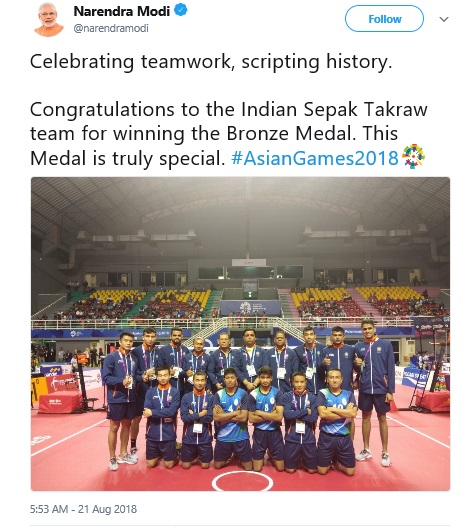 Narendra Modi
@narendramodi
Follow
Celebrating teamwork, scripting history.
Congratulations to the Indian Sepak Takraw
team for winning the Bronze Medal. This
Medal is truly special. #AsianGames2018
5:53 AM - 21 Aug 2018